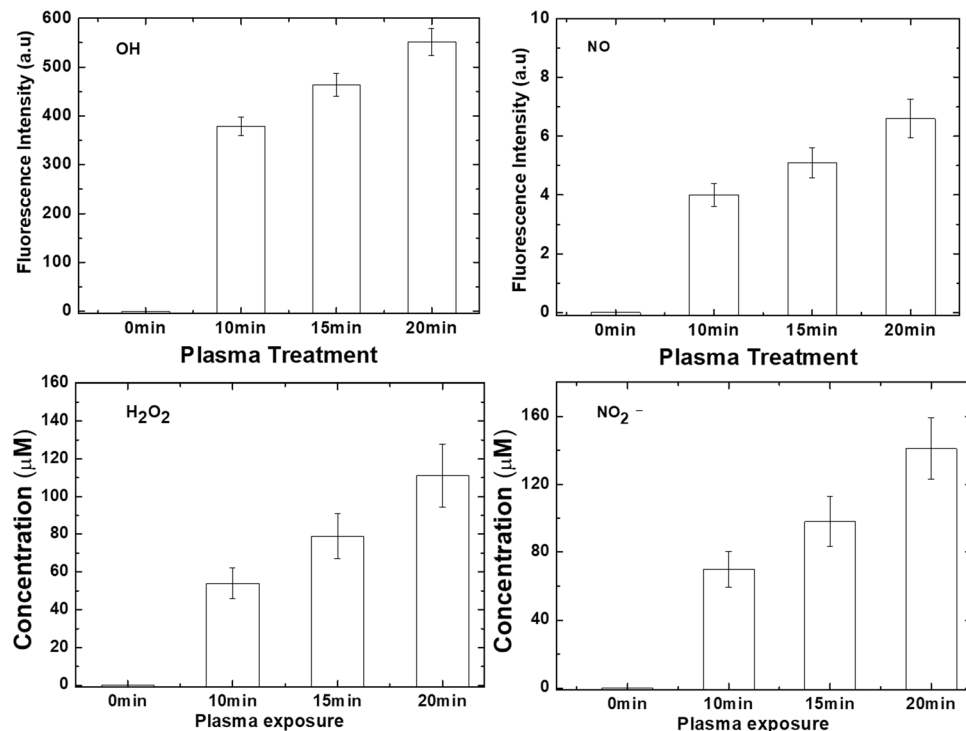 Fluorescence Intensity (a.u)
600
500
400
300
200
100
0
OH
0min 10min 15min 20min
Plasma Treatment
Fluorescence Intensity (a.u)
10
8
6
4
2
0
NO
0min 10min 15min 20min
Plasma Treatment
Concentration (μM)
160
140
120
100
80
60
40
20
0
H₂O₂
0min 10min 15min 20min
Plasma exposure
Concentration (μM)
160
120
80
40
0
NO₂⁻
0min 10min 15min 20min
Plasma exposure